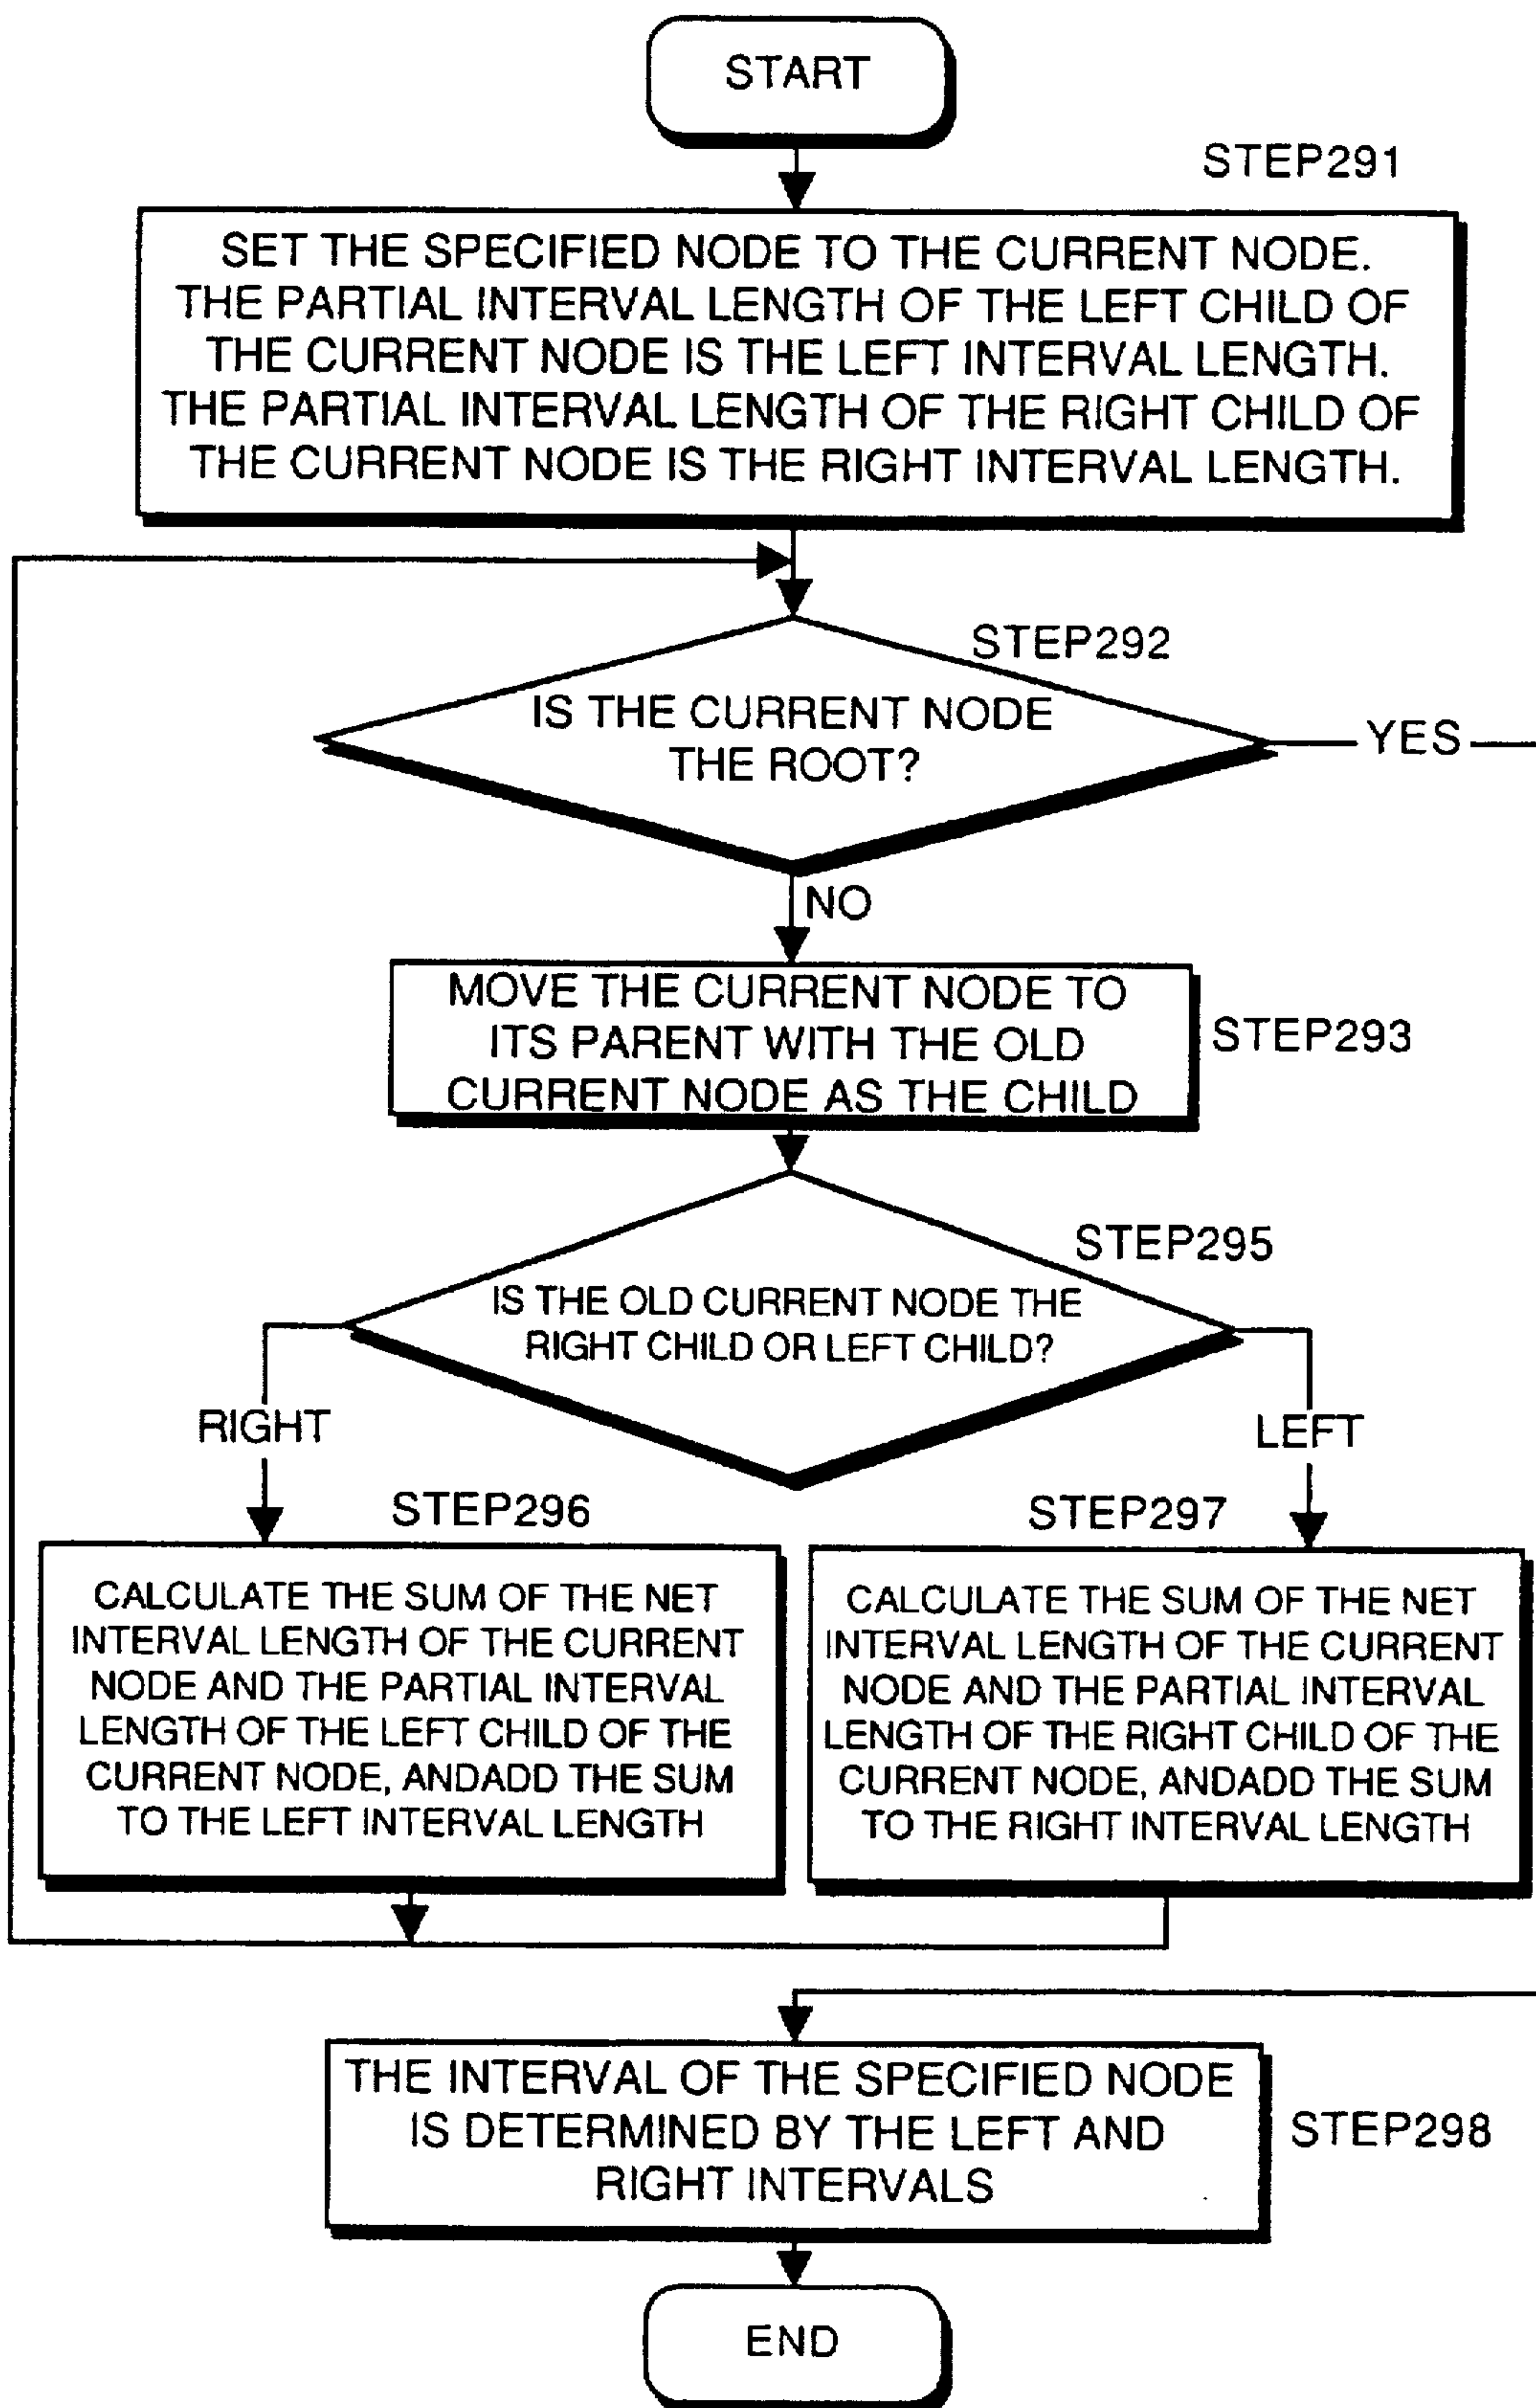 START
STEP291
SET THE SPECIFIED NODE TO THE CURRENT NODE.
THE PARTIAL INTERVAL LENGTH OF THE LEFT CHILD OF
THE CURRENT NODE IS THE LEFT INTERVAL LENGTH.
THE PARTIAL INTERVAL LENGTH OF THE RIGHT CHILD OF
THE CURRENT NODE IS THE RIGHT INTERVAL LENGTH.
STEP292
IS THE CURRENT NODE
THE ROOT?
YES
NO
MOVE THE CURRENT NODE TO
ITS PARENT WITH THE OLD
CURRENT NODE AS THE CHILD
STEP293
STEP295
IS THE OLD CURRENT NODE THE
RIGHT CHILD OR LEFT CHILD?
RIGHT
LEFT
STEP296
CALCULATE THE SUM OF THE NET
INTERVAL LENGTH OF THE CURRENT
NODE AND THE PARTIAL INTERVAL
LENGTH OF THE LEFT CHILD OF THE
CURRENT NODE, ANDADD THE SUM
TO THE LEFT INTERVAL LENGTH
STEP297
CALCULATE THE SUM OF THE NET
INTERVAL LENGTH OF THE CURRENT
NODE AND THE PARTIAL INTERVAL
LENGTH OF THE RIGHT CHILD OF THE
CURRENT NODE, ANDADD THE SUM
TO THE RIGHT INTERVAL LENGTH
THE INTERVAL OF THE SPECIFIED NODE
IS DETERMINED BY THE LEFT AND
RIGHT INTERVALS
STEP298
END